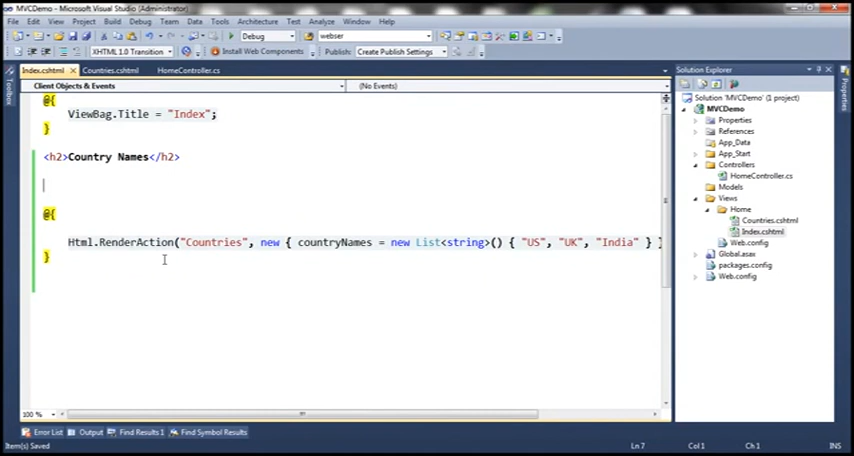 MVCDemo - Microsoft Visual Studio (Administrator)
File Edit View Project Build Debug Team Data Tools Architecture Test Analyze Window Help
Debug webser
XHTML 1.0 Transition Install Web Components Publish: Create Publish Settings
Index.cshtml Countries.cshtml HomeController.cs
Client Objects & Events (No Events)
@{
ViewBag.Title = "Index";
}
<h2>Country Names</h2>
@{
Html.RenderAction("Countries", new { countryNames = new List<string>() { "US", "UK", "India" }
}
100 %
Error List Output Find Results 1 Find Symbol Results
Item(s) Saved Ln 7 Col 1 Ch 1 INS
Toolbox
Solution Explorer
Solution 'MVCDemo' (1 project)
MVCDemo
Properties
References
App_Data
App_Start
Controllers
HomeController.cs
Models
Views
Home
Countries.cshtml
Index.cshtml
Web.config
Global.asax
packages.config
Web.config
Properties